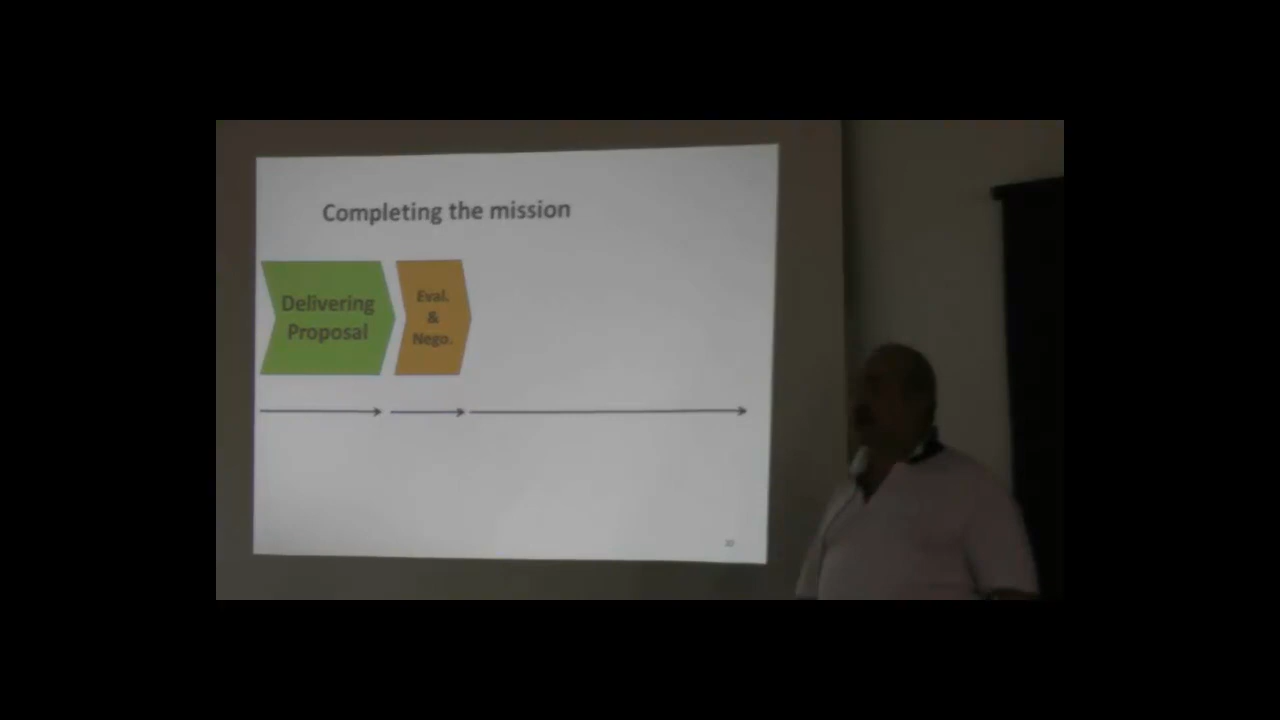 Completing the mission
Delivering
Proposal
Eval.
&
Nego.